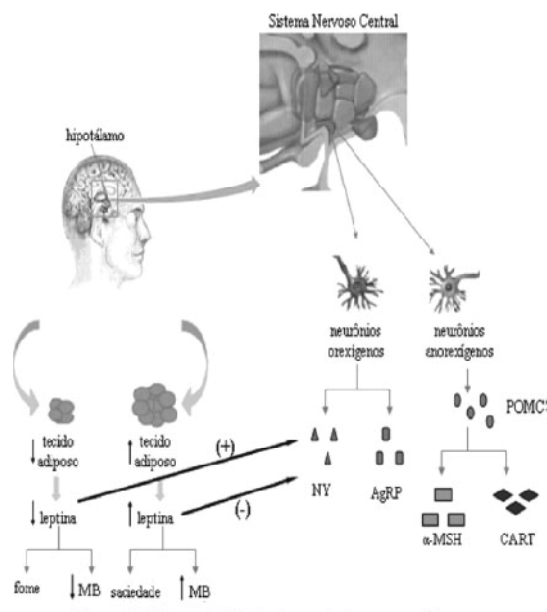 Sistema Nervoso Central
hipotálamo
neurônios
orexígenos
neurônios
anorexígenos
POMCS
NY
AgRP
α-MSH
CART
↓ tecido
adiposo
↑ tecido
adiposo
(+)
(-)
↓ leptina
↑ leptina
fome
↓ MB
saciedade
↑ MB